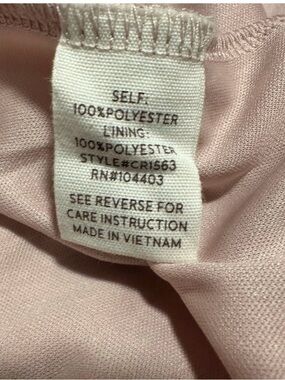 SELF:
100%POLYESTER
LINING:
100%POLYESTER
STYLE#CR1563
RN#104403
SEE REVERSE FOR
CARE INSTRUCTION
MADE IN VIETNAM